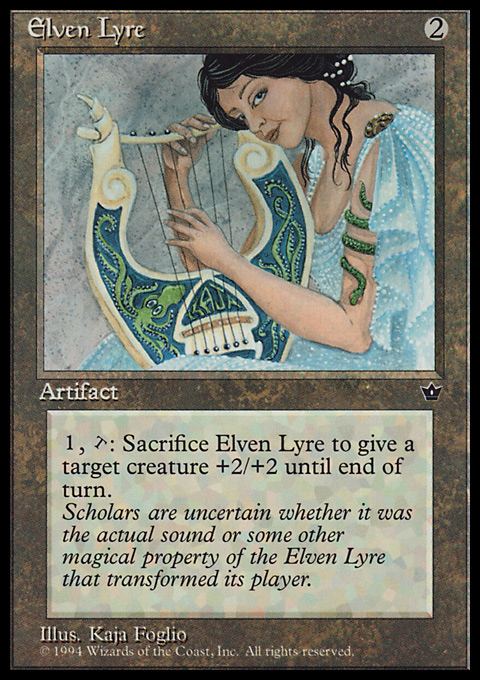 Elven Lyre 2
KAJA
Artifact
1, : Sacrifice Elven Lyre to give a
target creature +2/+2 until end of
turn.
Scholars are uncertain whether it was
the actual sound or some other
magical property of the Elven Lyre
that transformed its player.
Illus. Kaja Foglio
© 1994 Wizards of the Coast, Inc. All rights reserved.